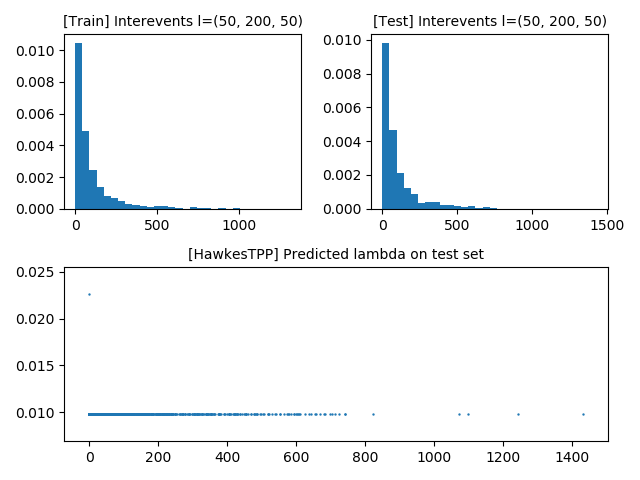 [Train] Interevents l=(50, 200, 50)
0.010
0.008
0.006
0.004
0.002
0.000
0 500 1000
[Test] Interevents l=(50, 200, 50)
0.010
0.008
0.006
0.004
0.002
0.000
0 500 1000 1500
[HawkesTPP] Predicted lambda on test set
0.025
0.020
0.015
0.010
0 200 400 600 800 1000 1200 1400